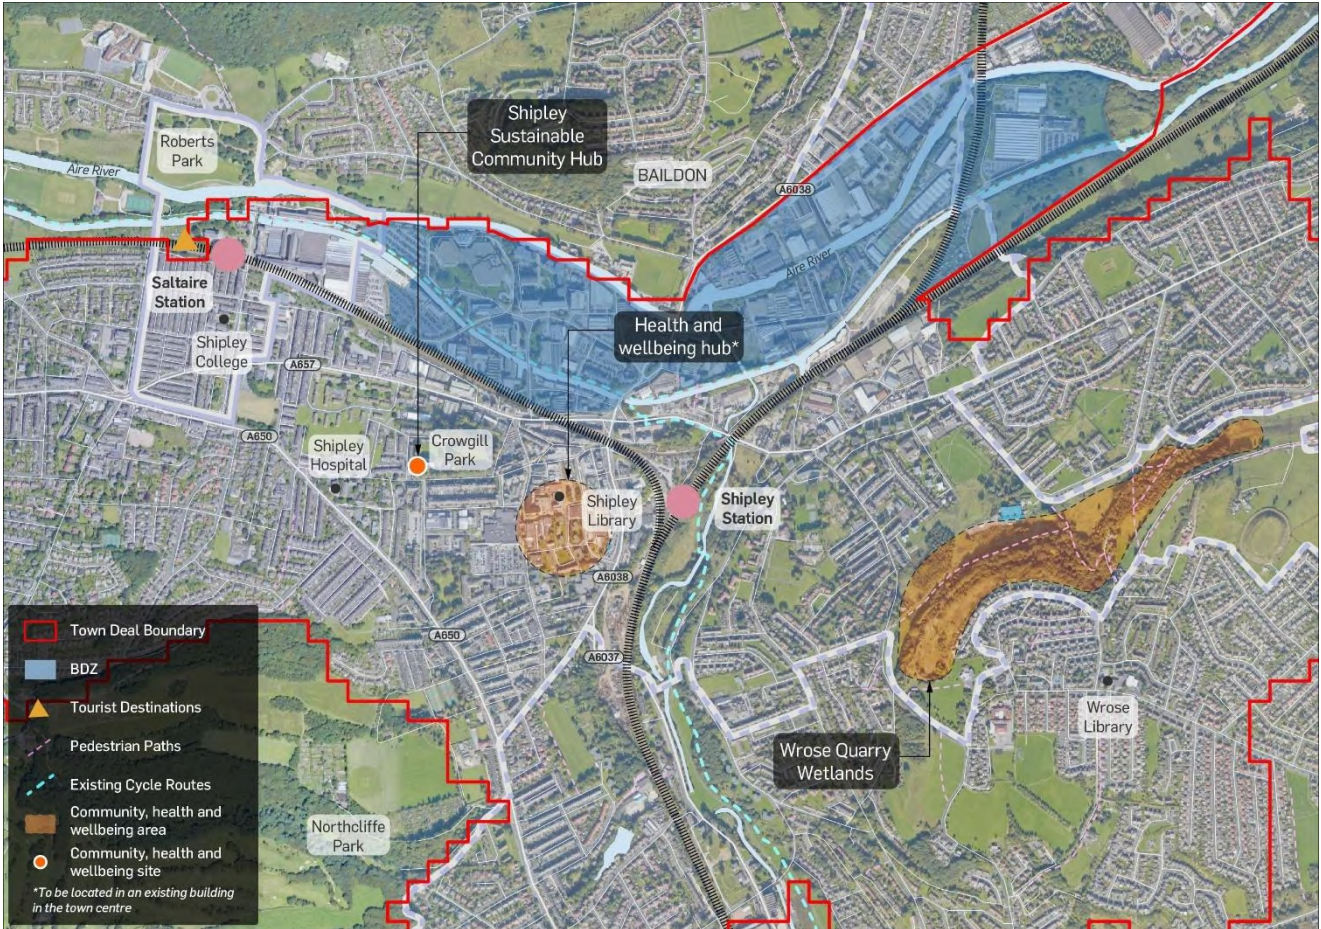 Shipley
Sustainable
Community Hub
Roberts
Park
Aire River
BAILDON
A6038
Aire River
Saltaire
Station
Health and
wellbeing hub*
Shipley
College
A657
A650
Shipley
Hospital
Crowgill
Park
Shipley
Library
Shipley
Station
A6038
A650
A6037
Wrose
Library
Wrose Quarry
Wetlands
Northcliffe
Park
Town Deal Boundary
BDZ
Tourist Destinations
Pedestrian Paths
Existing Cycle Routes
Community, health and
wellbeing area
Community, health and
wellbeing site
*To be located in an existing building
in the town centre